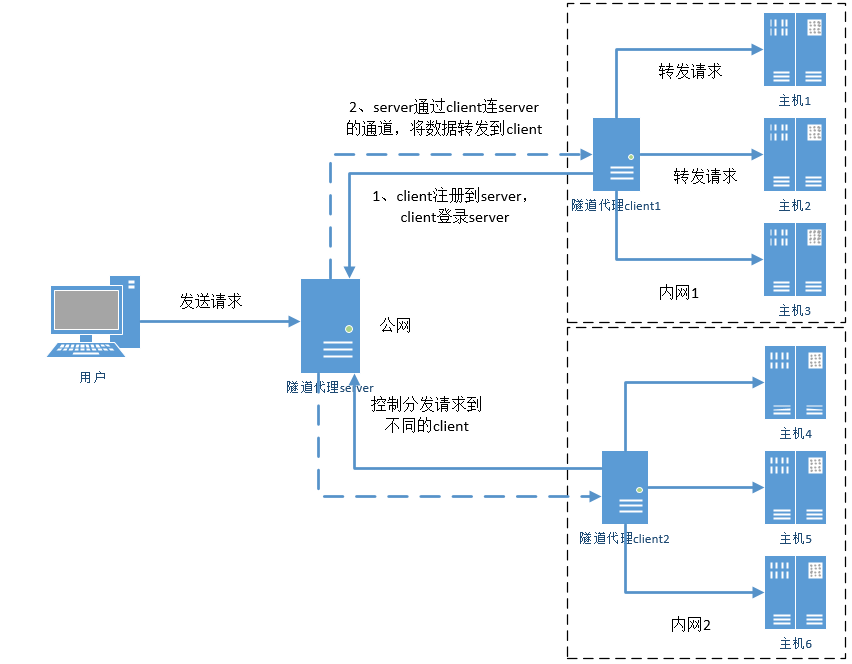 转发请求
主机1
2、server通过client连server
的通道，将数据转发到client
转发请求
1、client注册到server，
client登录server
隧道代理client1
主机2
内网1
主机3
发送请求
公网
用户
隧道代理server
控制分发请求到
不同的client
主机4
隧道代理client2
主机5
内网2
主机6